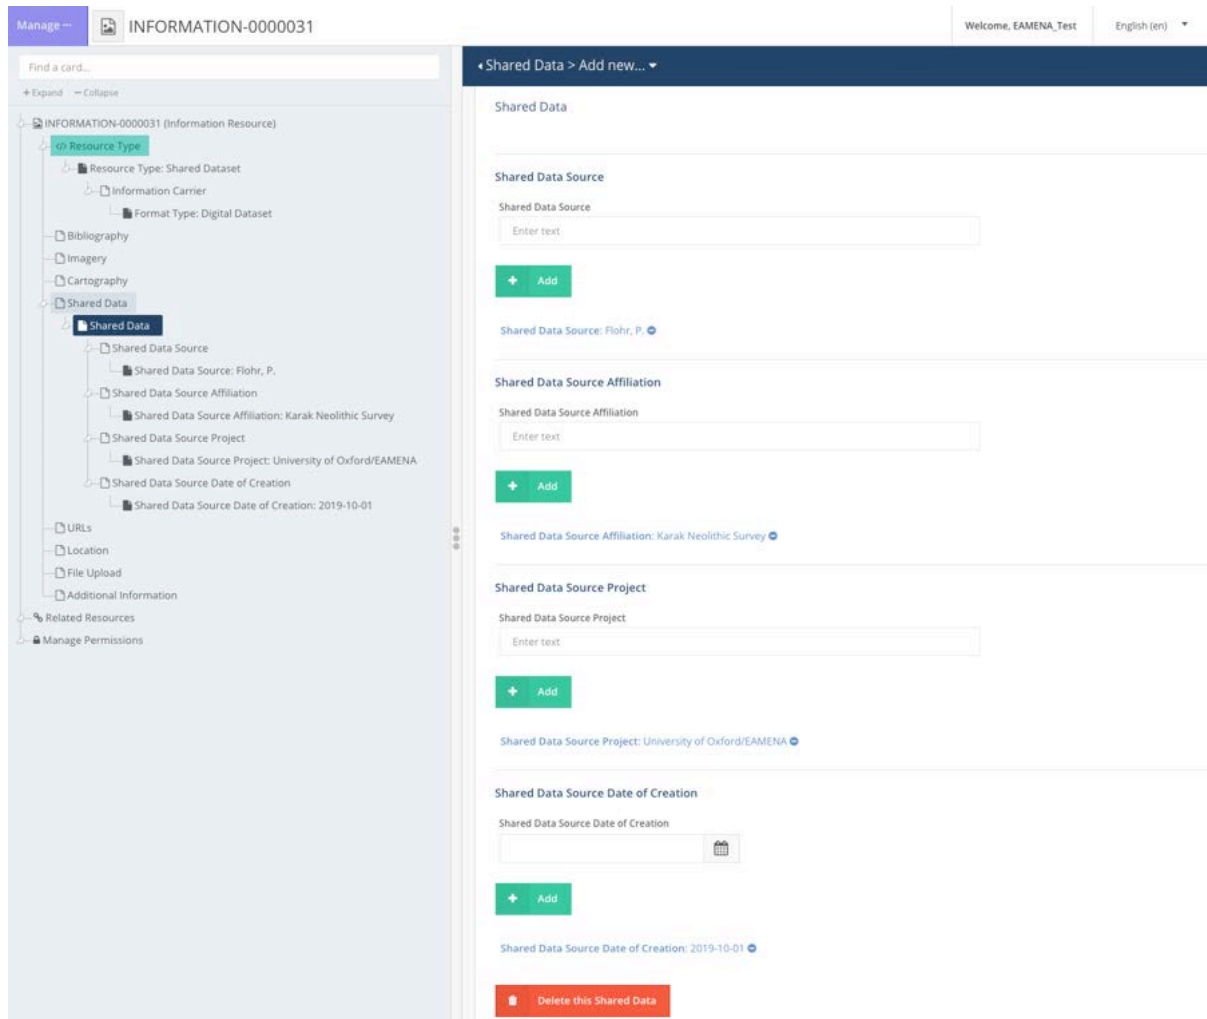 Manage
INFORMATION-0000031
Welcome, EAMENA_Test
English (en)
Find a card...
+ Expand
− Collapse
INFORMATION-0000031 (Information Resource)
</> Resource Type
Resource Type: Shared Dataset
Information Carrier
Format Type: Digital Dataset
Bibliography
Imagery
Cartography
Shared Data
Shared Data
Shared Data Source
Shared Data Source: Flohr, P.
Shared Data Source Affiliation
Shared Data Source Affiliation: Karak Neolithic Survey
Shared Data Source Project
Shared Data Source Project: University of Oxford/EAMENA
Shared Data Source Date of Creation
Shared Data Source Date of Creation: 2019-10-01
URLs
Location
File Upload
Additional Information
Related Resources
Manage Permissions
Shared Data > Add new...
Shared Data
Shared Data Source
Shared Data Source
Enter text
+ Add
Shared Data Source: Flohr, P.
Shared Data Source Affiliation
Shared Data Source Affiliation
Enter text
+ Add
Shared Data Source Affiliation: Karak Neolithic Survey
Shared Data Source Project
Shared Data Source Project
Enter text
+ Add
Shared Data Source Project: University of Oxford/EAMENA
Shared Data Source Date of Creation
Shared Data Source Date of Creation
+ Add
Shared Data Source Date of Creation: 2019-10-01
Delete this Shared Data